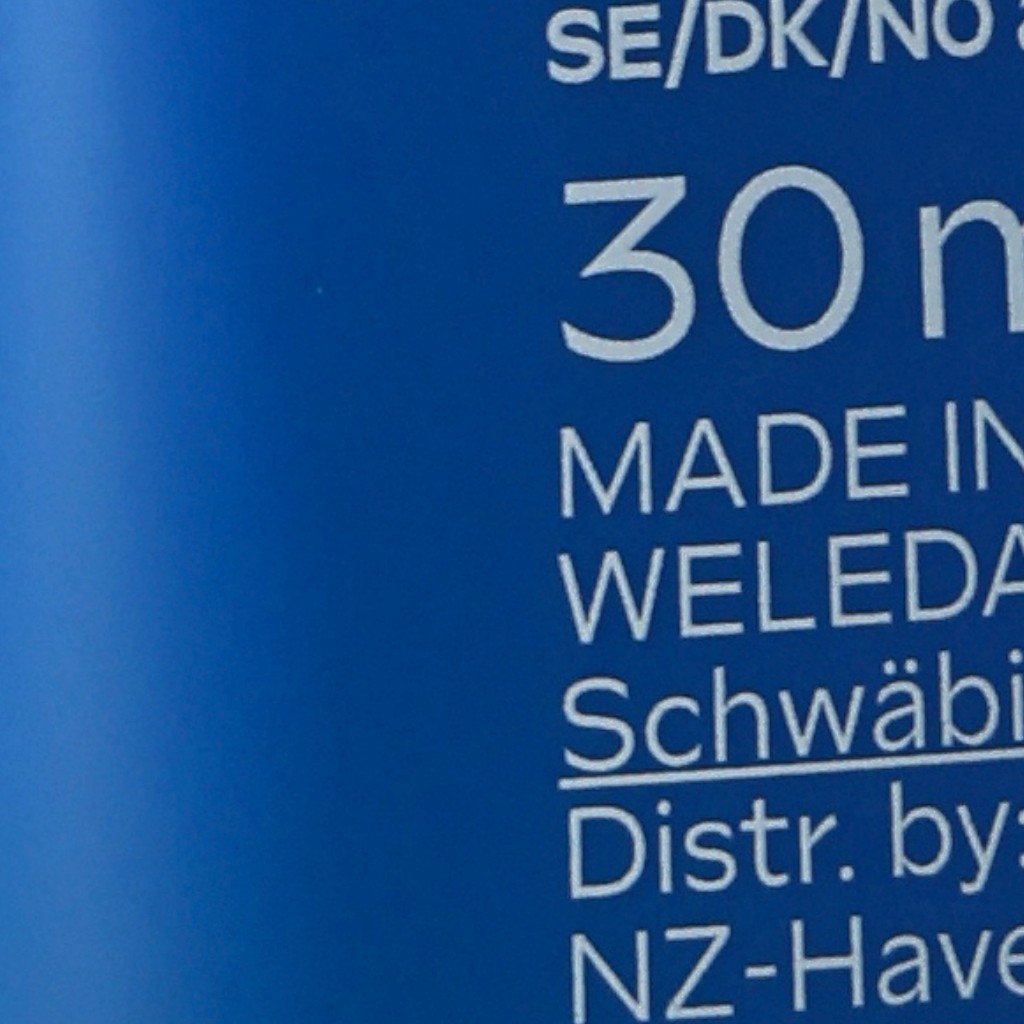 SE/DK/NO
30 m
MADE IN
WELEDA
Schwäbi
Distr. by:
NZ-Have